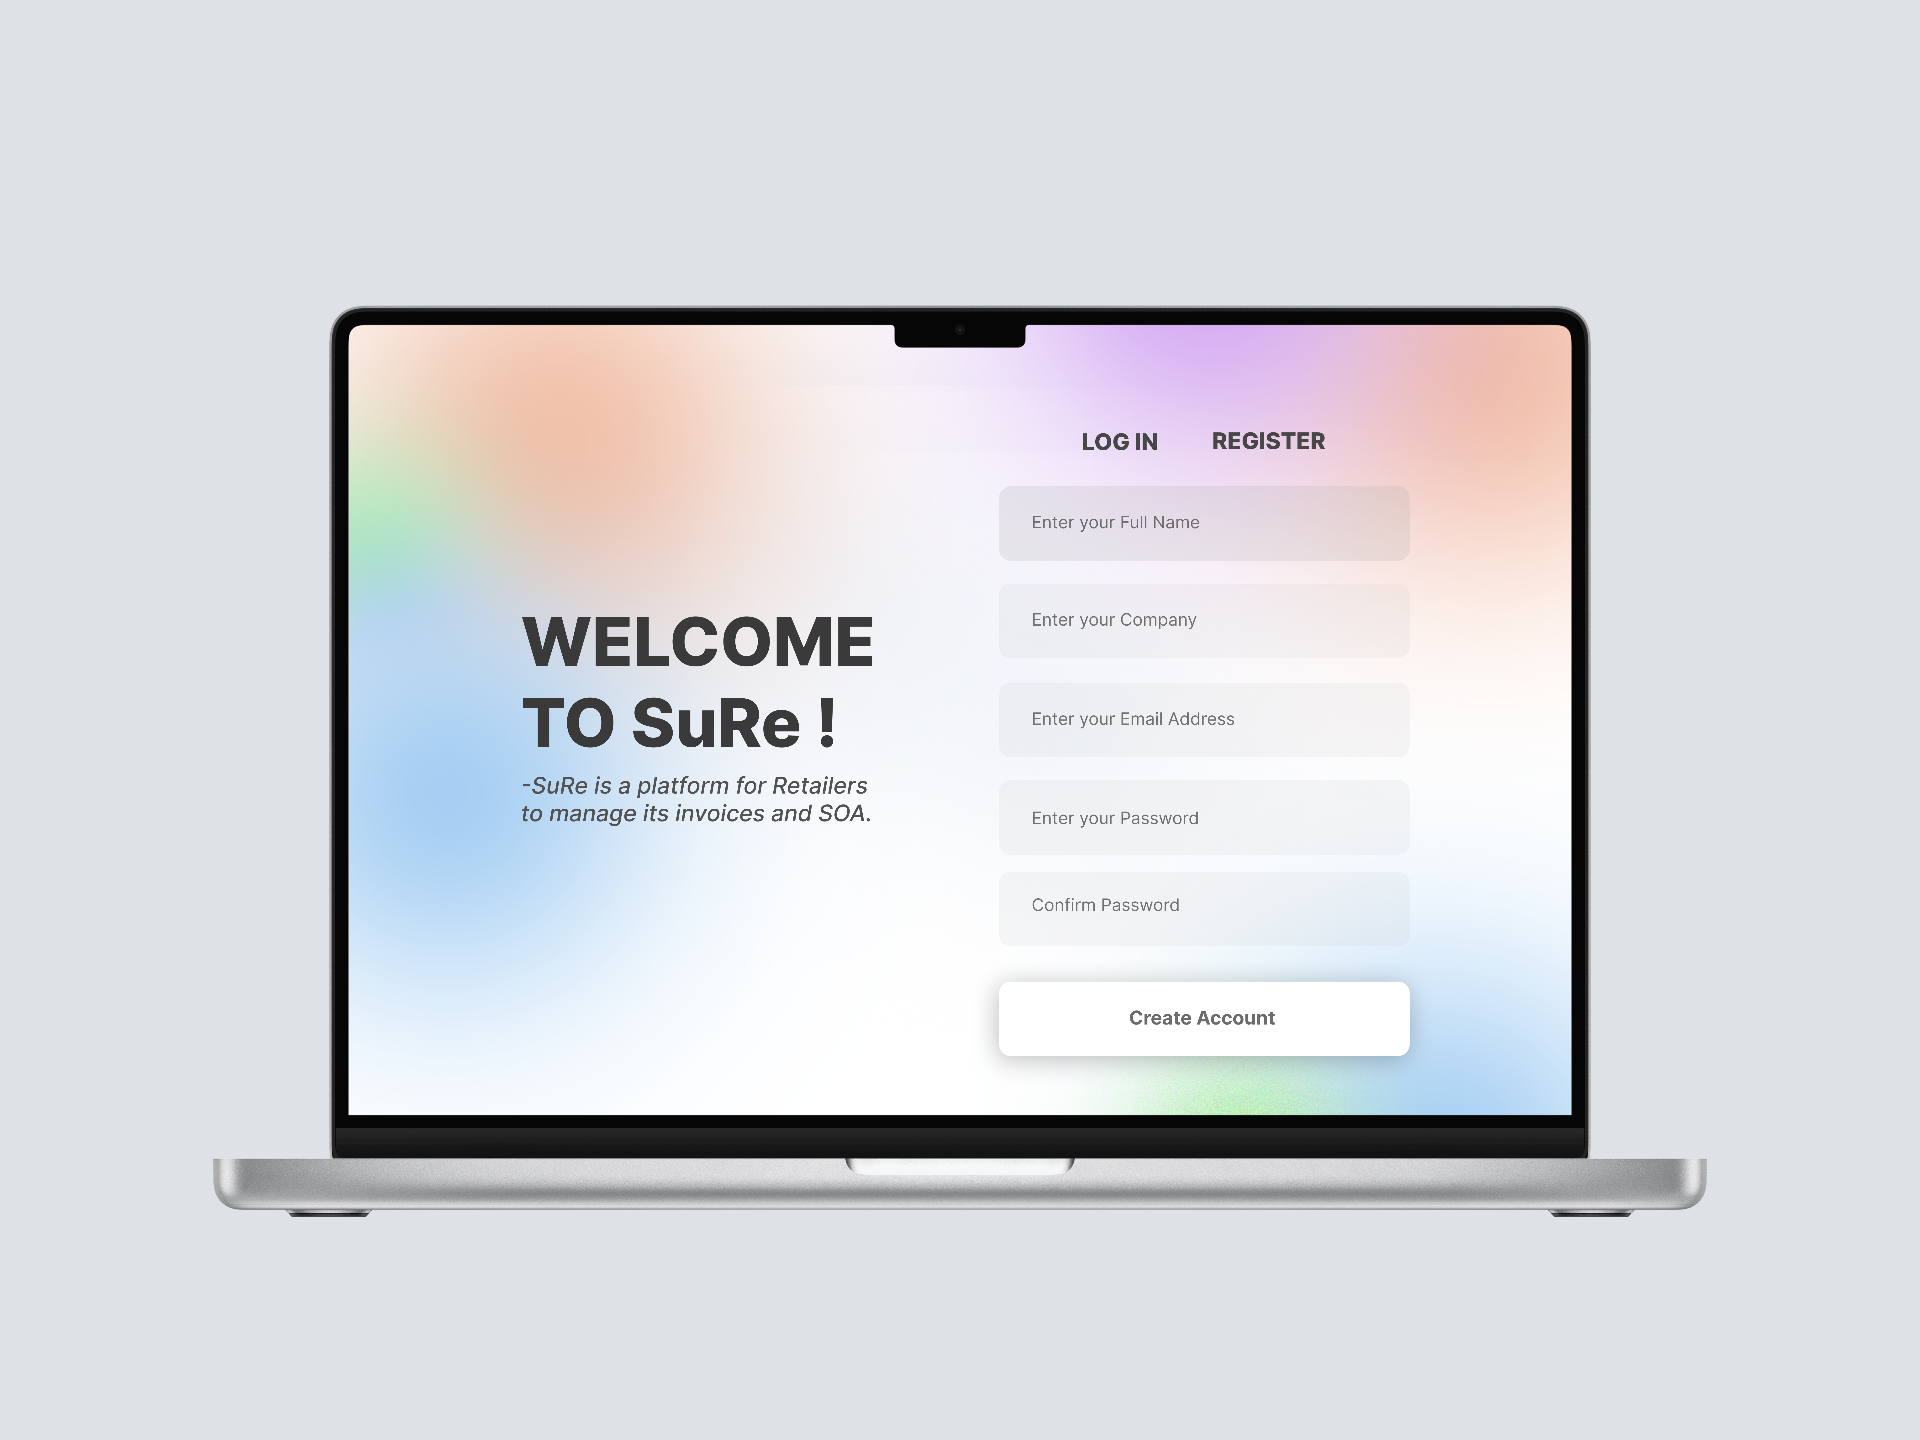 LOG IN REGISTER
Enter your Full Name
Enter your Company
WELCOME
TO SuRe !
-SuRe is a platform for Retailers
to manage its invoices and SOA.
Enter your Email Address
Enter your Password
Confirm Password
Create Account